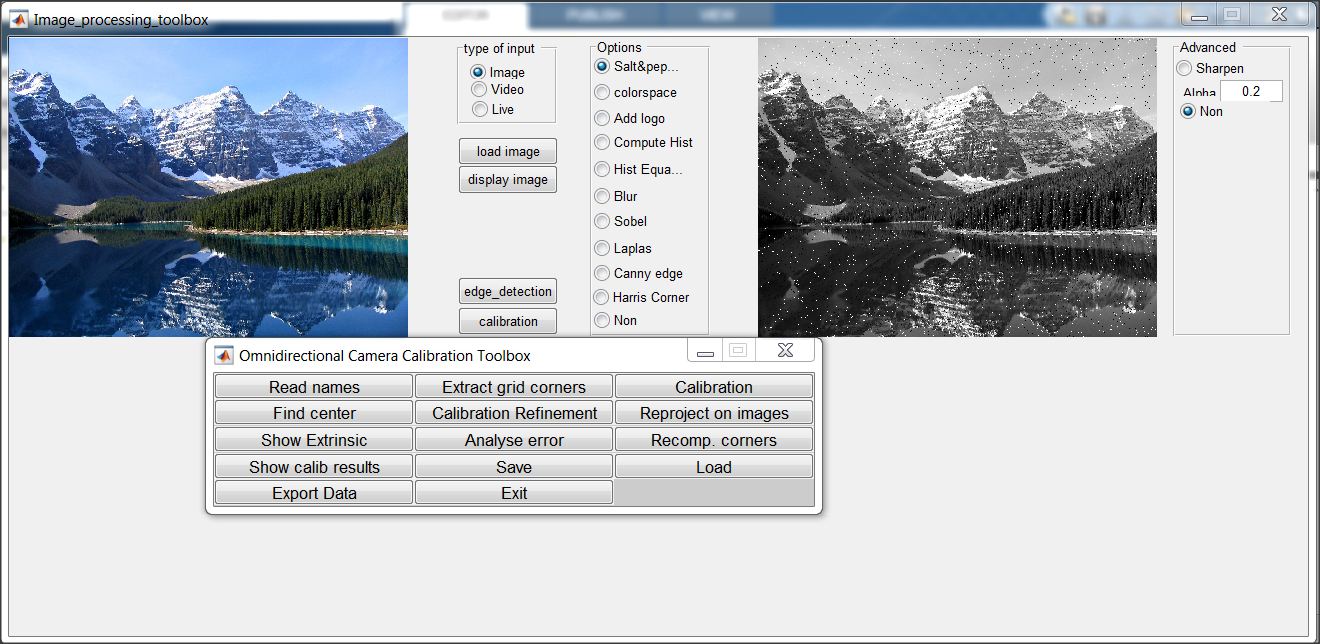 Image_processing_toolbox
EDITOR
PUBLISH
VIEW
type of input
Image
Video
Live
load image
display image
edge_detection
calibration
Options
Salt&pep...
colorspace
Add logo
Compute Hist
Hist Equa...
Blur
Sobel
Laplas
Canny edge
Harris Corner
Non
Advanced
Sharpen
Alpha 0.2
Non
Omnidirectional Camera Calibration Toolbox
Read names Extract grid corners Calibration
Find center Calibration Refinement Reproject on images
Show Extrinsic Analyse error Recomp. corners
Show calib results Save Load
Export Data Exit